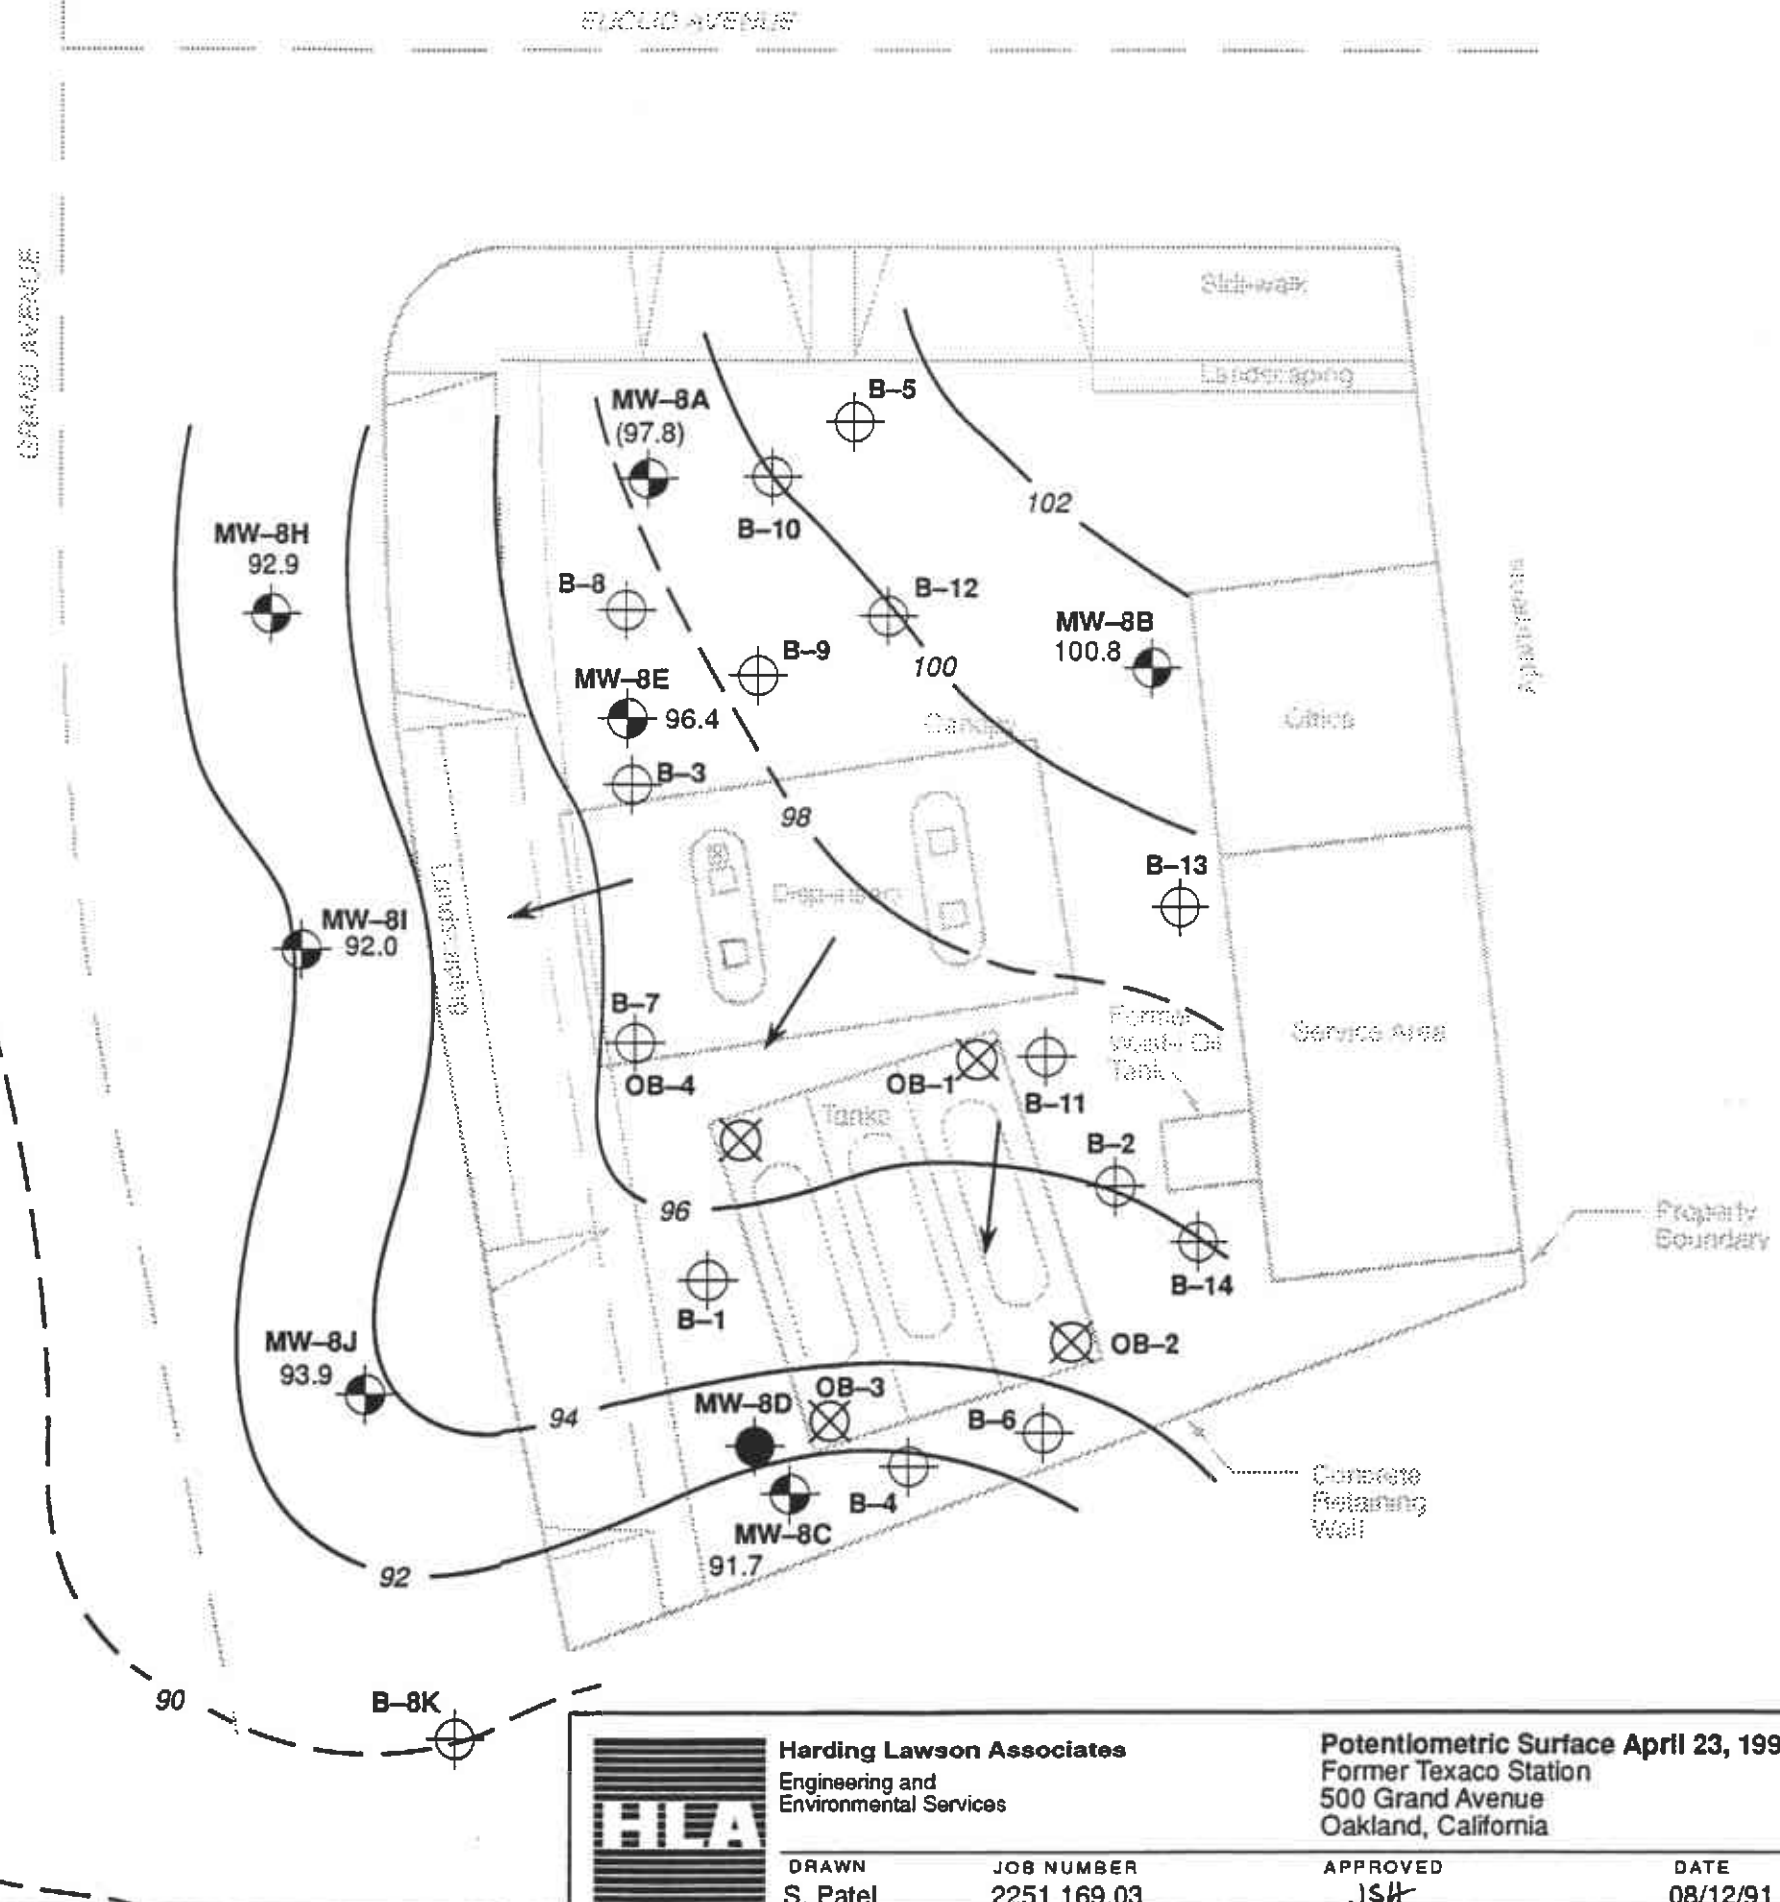 EUCLID AVENUE
GRAND AVENUE
Sidewalk
Landscaping
MW–8A
(97.8)
B–5
B–10
102
MW–8H
92.9
B–8
B–12
MW–8B
100.8
Apartments
B–9
100
MW–8E
96.4
Canopy
Office
B–3
98
B–13
Dispensers
Landscaping
MW–8I
92.0
B–7
OB–4
OB–1
B–11
Former
Waste Oil
Tank
Service Area
Tanks
B–2
96
B–14
B–1
Property
Boundary
OB–2
MW–8J
93.9
94
MW–8D
OB–3
B–6
B–4
Concrete
Retaining
Wall
MW–8C
91.7
92
90
B–8K
HLA
Harding Lawson Associates
Engineering and
Environmental Services
Potentiometric Surface April 23, 199
Former Texaco Station
500 Grand Avenue
Oakland, California
DRAWN
S. Patel
JOB NUMBER
2251,169.03
APPROVED
JSH
DATE
08/12/91